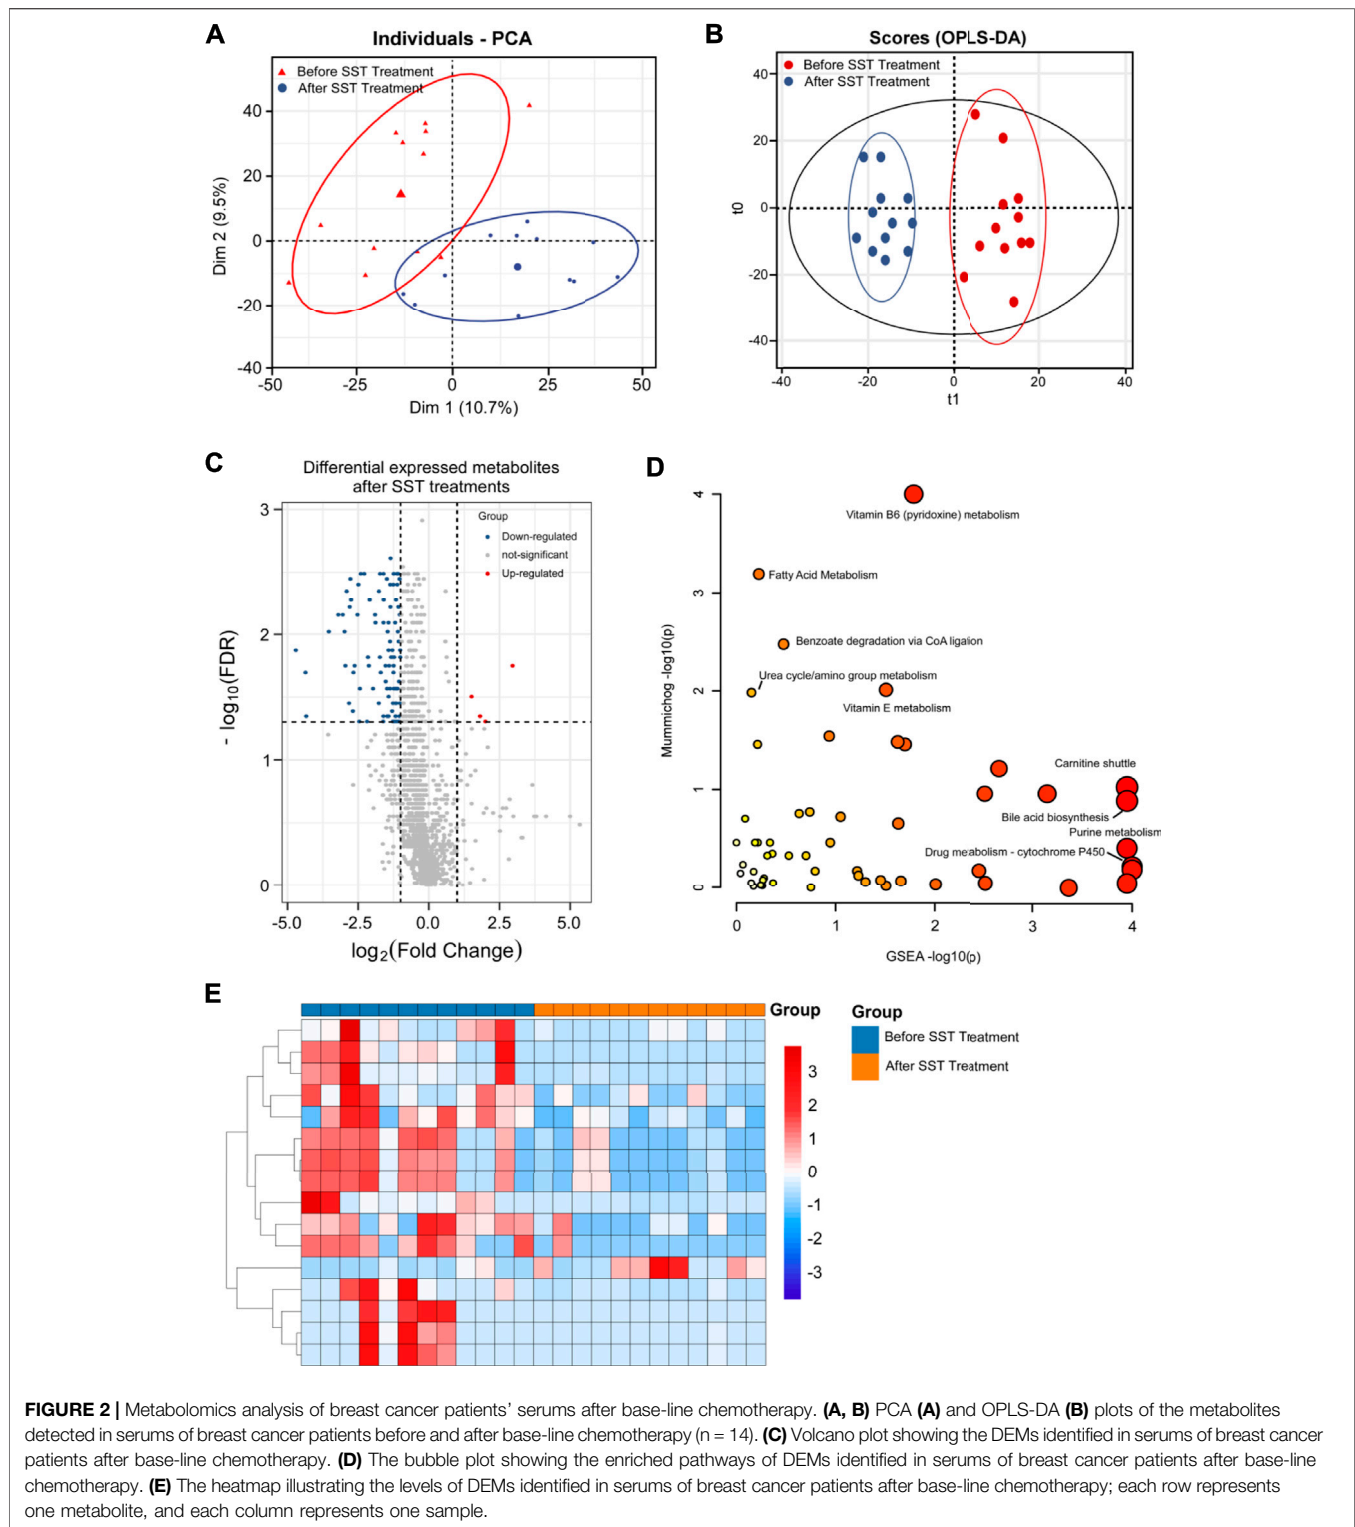 A
Individuals - PCA
Before SST Treatment
After SST Treatment
40
20
0
-20
-40
-50
-25
0
25
50
Dim 2 (9.5%)
Dim 1 (10.7%)
B
Scores (OPLS-DA)
Before SST Treatment
After SST Treatment
40
20
0
-20
-40
-40
-20
0
20
40
t0
t1
C
Differential expressed metabolites
after SST treatments
Group
Down-regulated
not-significant
Up-regulated
3
2
1
0
-5.0
-2.5
0.0
2.5
5.0
- log10(FDR)
log2(Fold Change)
D
4
3
2
1
0
Mummichog -log10(p)
Vitamin B6 (pyridoxine) metabolism
Fatty Acid Metabolism
Benzoate degradation via CoA ligaion
Urea cycle/amino group metabolism
Vitamin E metabolism
Carnitine shuttle
Bile acid biosynthesis
Purine metabolism
Drug metabolism - cytochrome P450
0
1
2
3
4
GSEA -log10(p)
E
Group
3
2
1
0
-1
-2
-3
Group
Before SST Treatment
After SST Treatment
FIGURE 2 | Metabolomics analysis of breast cancer patients' serums after base-line chemotherapy. (A, B) PCA (A) and OPLS-DA (B) plots of the metabolites
detected in serums of breast cancer patients before and after base-line chemotherapy (n = 14). (C) Volcano plot showing the DEMs identified in serums of breast cancer
patients after base-line chemotherapy. (D) The bubble plot showing the enriched pathways of DEMs identified in serums of breast cancer patients after base-line
chemotherapy. (E) The heatmap illustrating the levels of DEMs identified in serums of breast cancer patients after base-line chemotherapy; each row represents
one metabolite, and each column represents one sample.